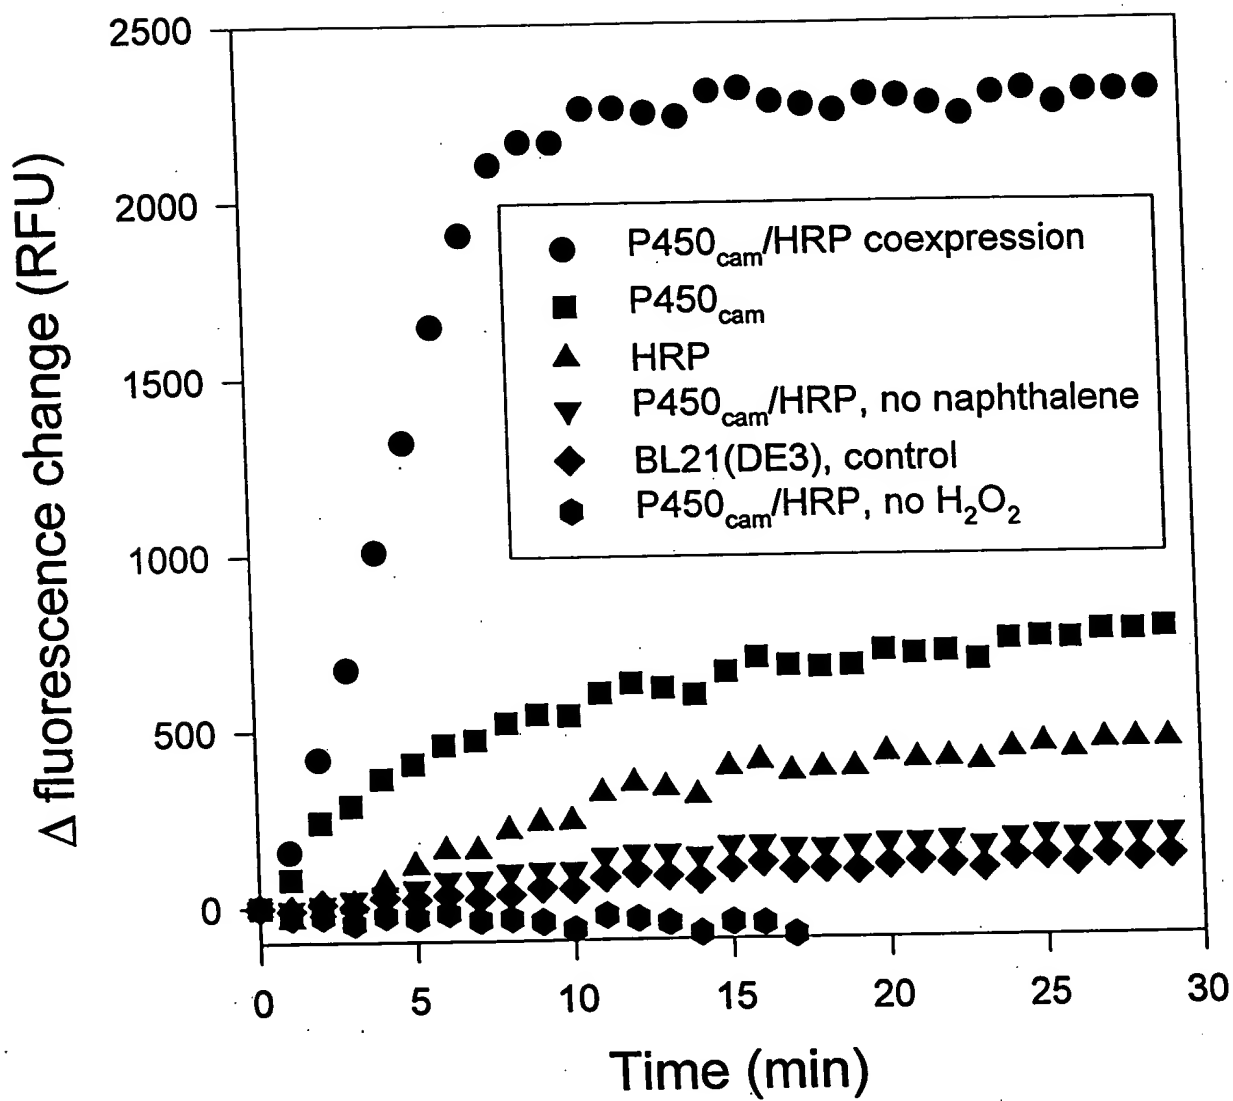 2500
2000
1500
1000
500
0
Δ fluorescence change (RFU)
P450cam/HRP coexpression
P450cam
HRP
P450cam/HRP, no naphthalene
BL21(DE3), control
P450cam/HRP, no H2O2
0 5 10 15 20 25 30
Time (min)